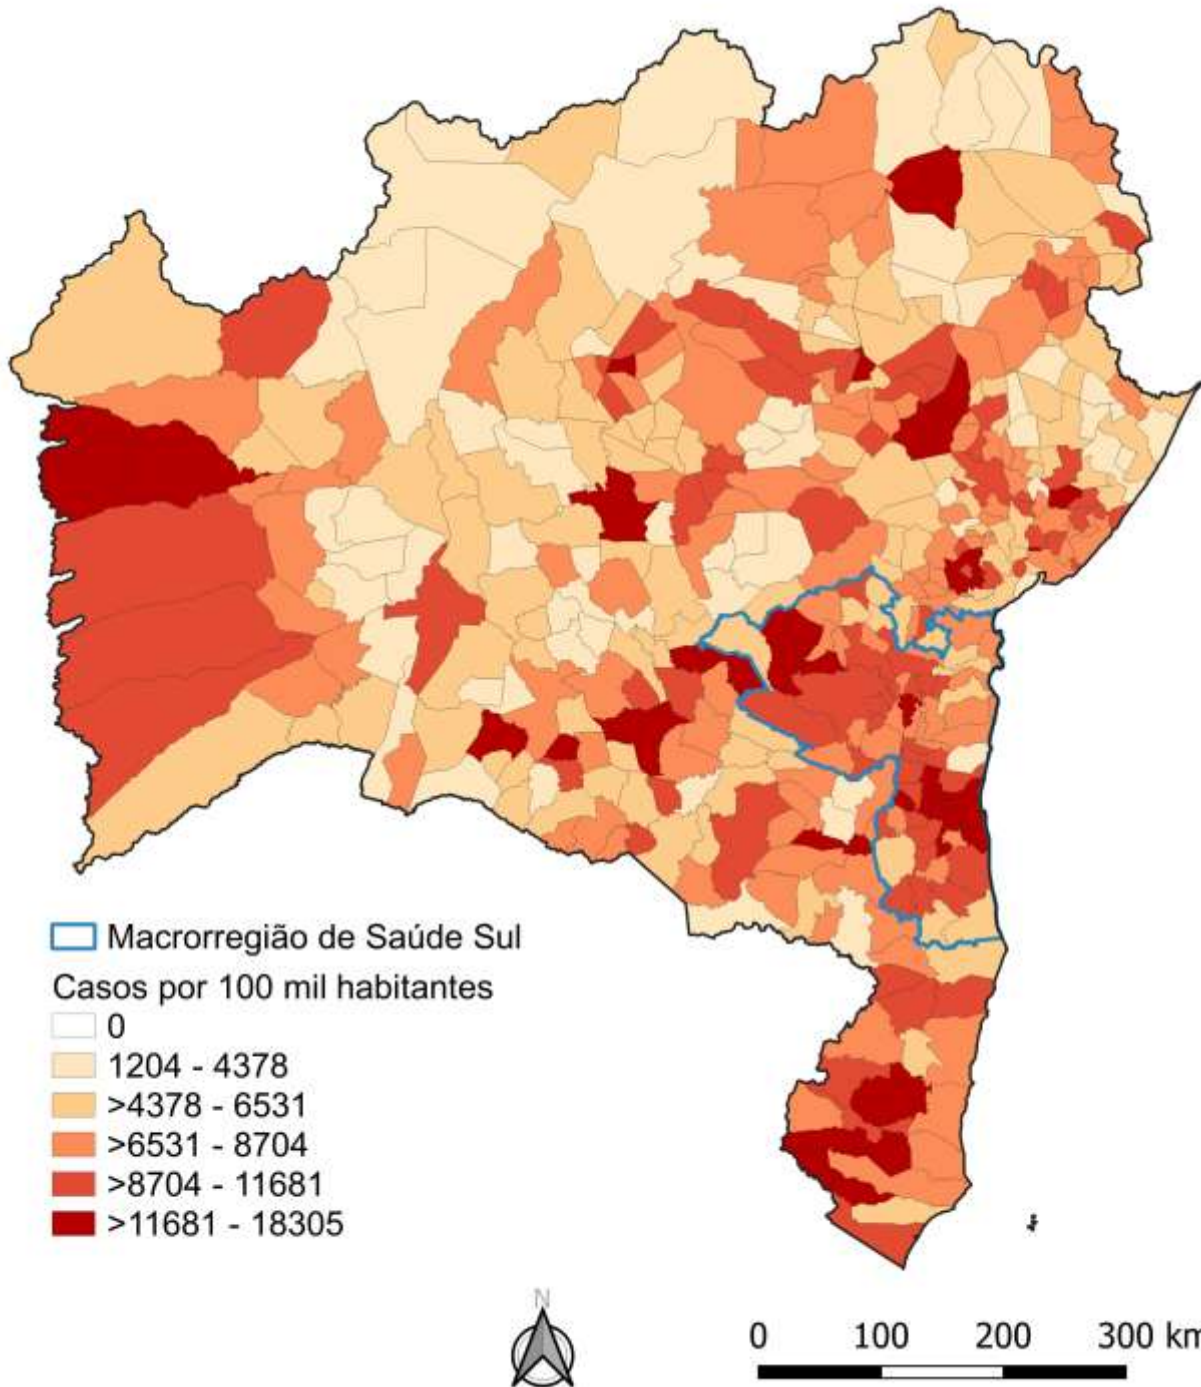 Macrorregião de Saúde Sul
Casos por 100 mil habitantes
0
1204 - 4378
>4378 - 6531
>6531 - 8704
>8704 - 11681
>11681 - 18305
N
0 100 200 300 km